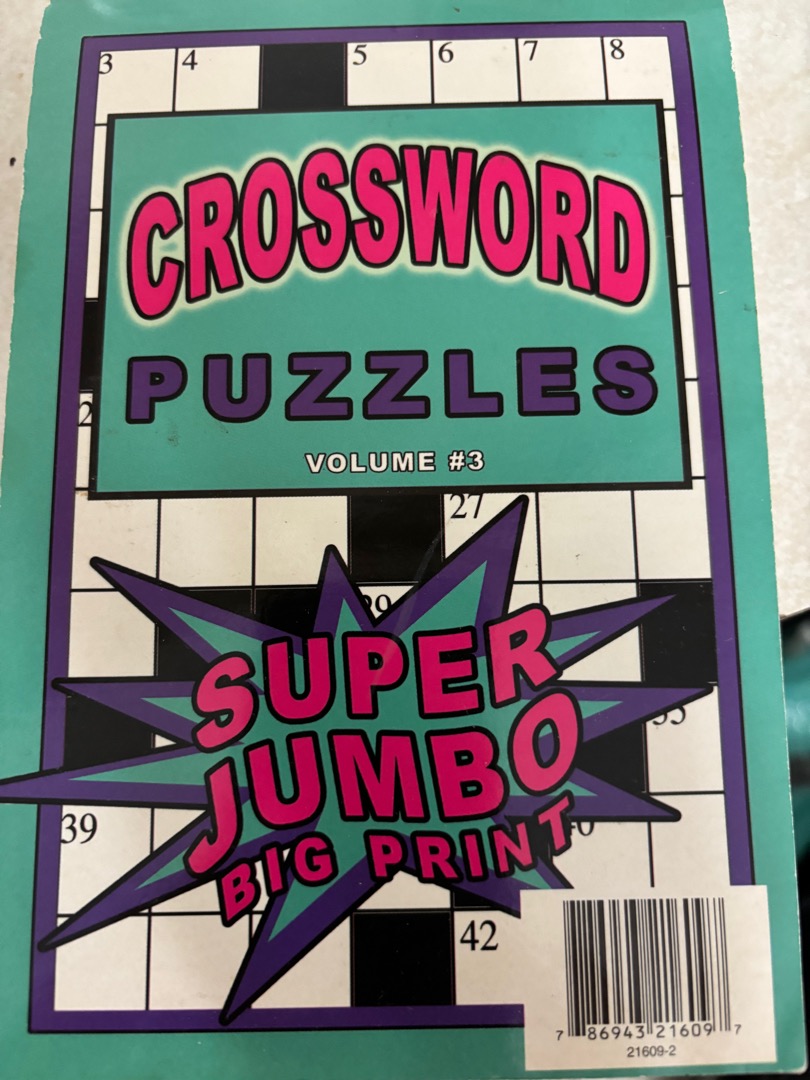 3 4 5 6 7 8
CROSSWORD
PUZZLES
VOLUME #3
27
SUPER
JUMBO
BIG PRINT
39
42
7 86943 21609 7
21609-2